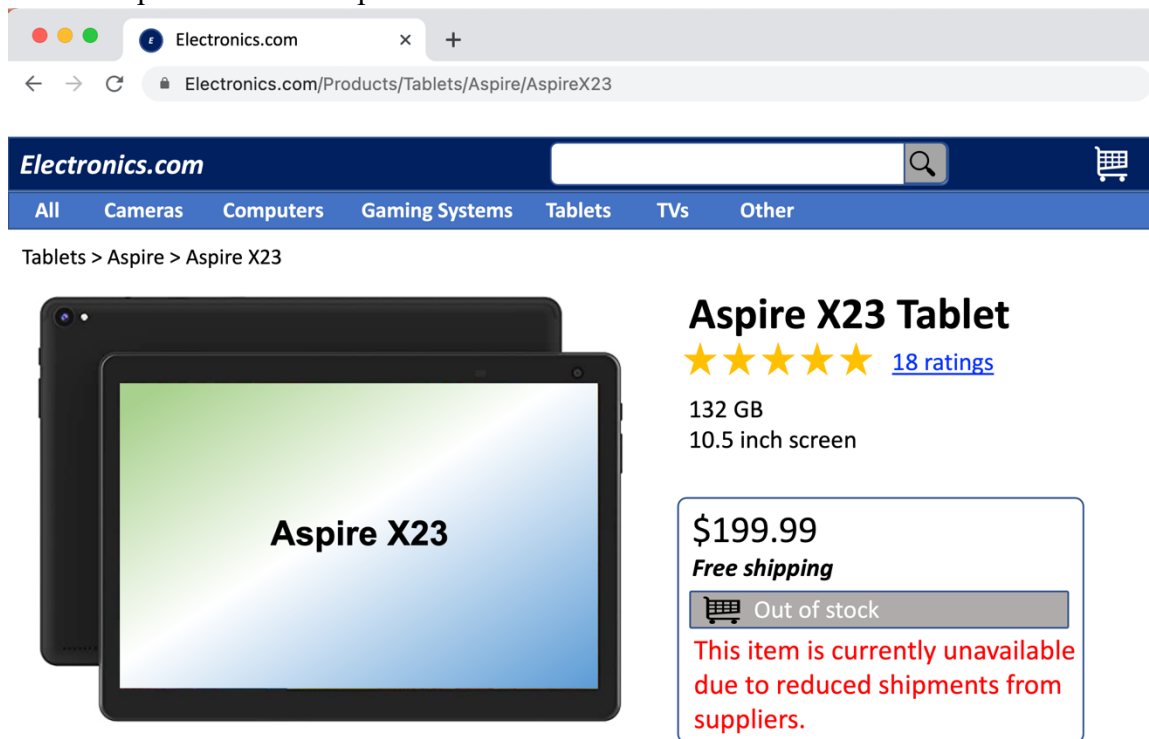 Electronics.com
Electronics.com/Products/Tablets/Aspire/AspireX23
Electronics.com
All Cameras Computers Gaming Systems Tablets TVs Other
Tablets > Aspire > Aspire X23
Aspire X23
Aspire X23 Tablet
18 ratings
132 GB
10.5 inch screen
$199.99
Free shipping
Out of stock
This item is currently unavailable
due to reduced shipments from
suppliers.